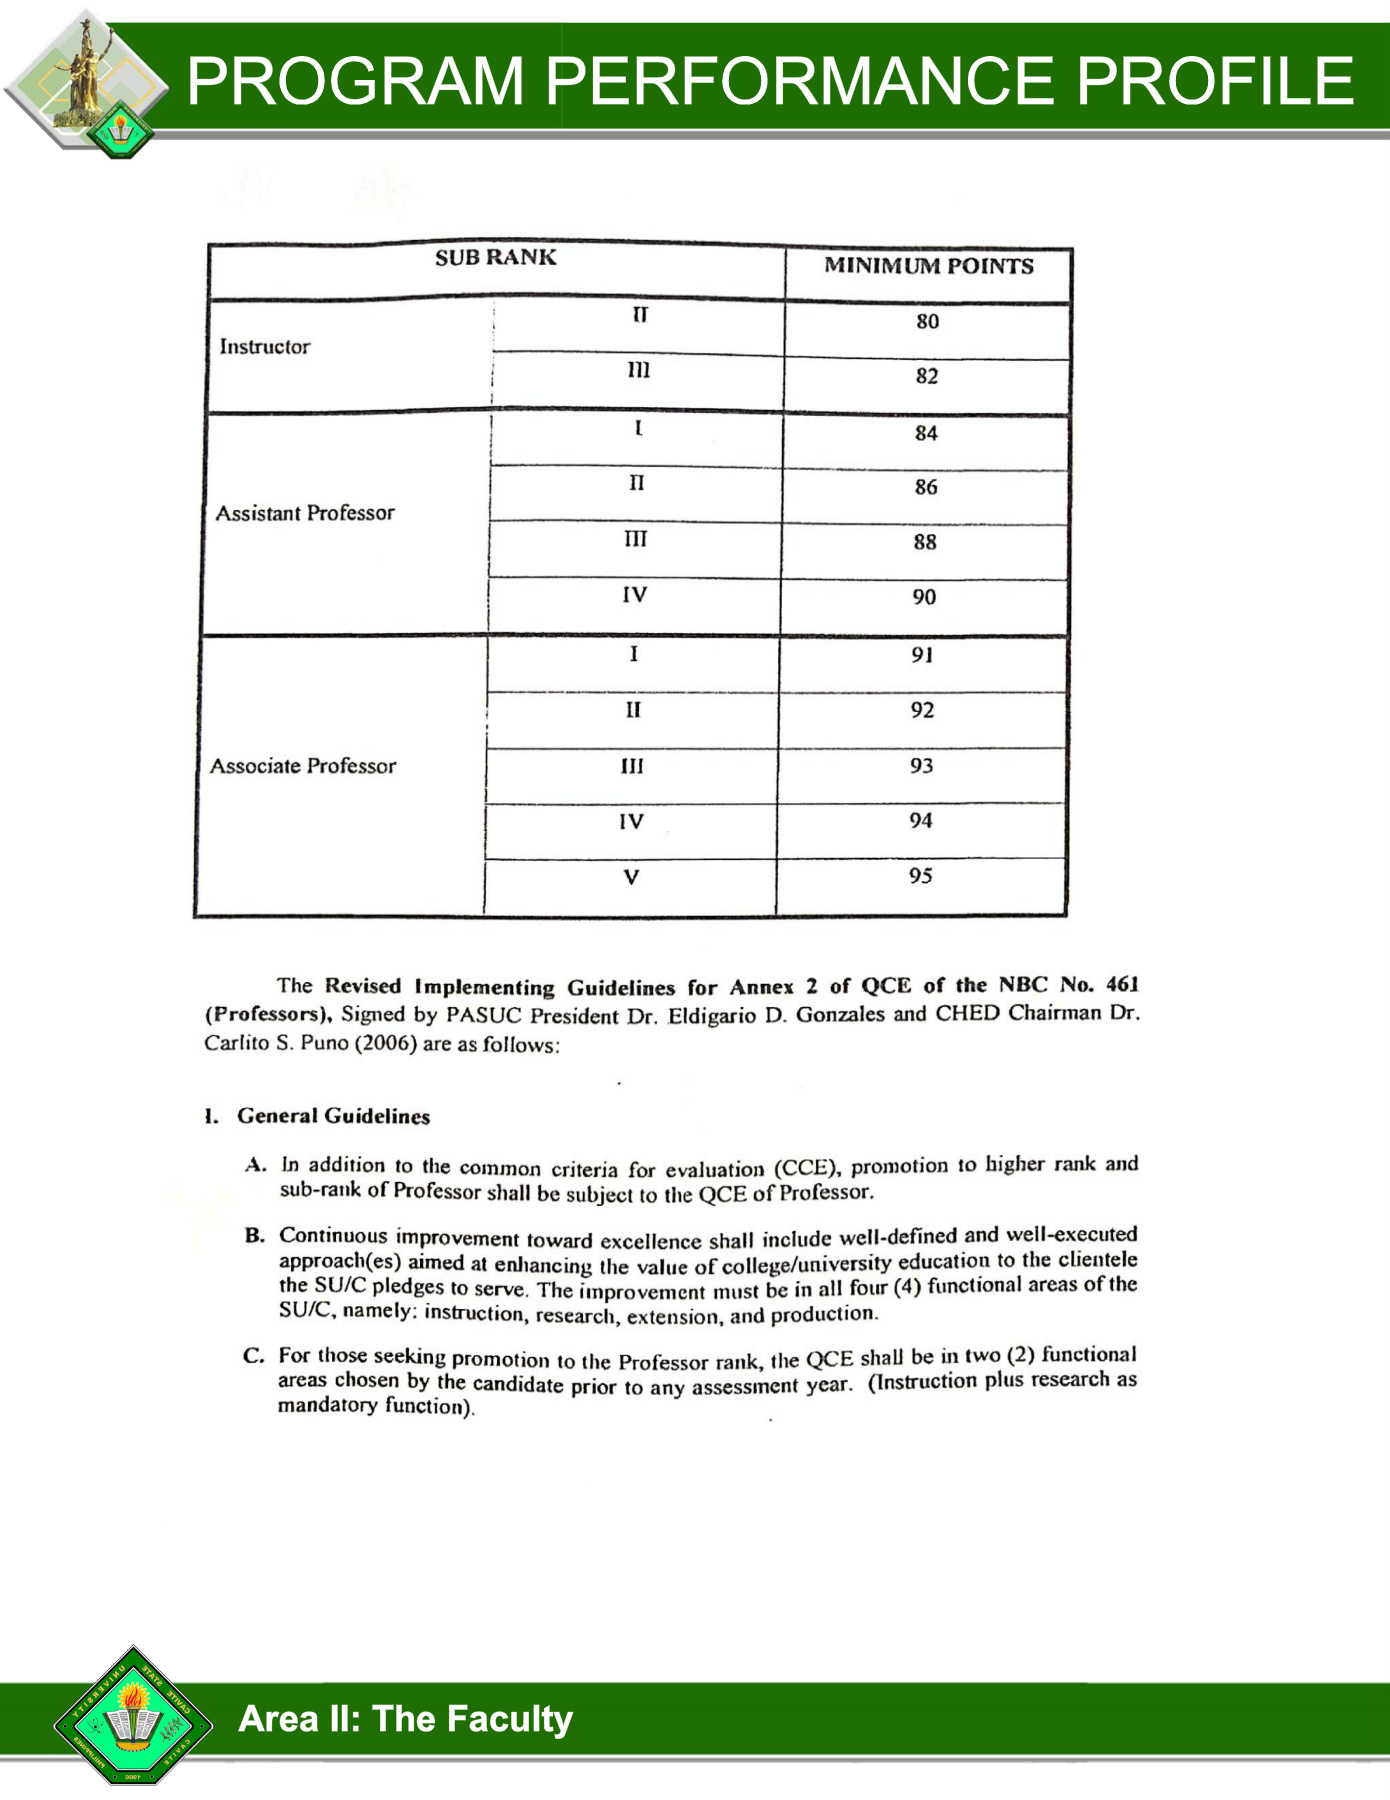 PROGRAM PERFORMANCE PROFILE
SUB RANK MINIMUM POINTS
Instructor
II 80
III 82
Assistant Professor
I 84
II 86
III 88
IV 90
Associate Professor
I 91
II 92
III 93
IV 94
V 95
The Revised Implementing Guidelines for Annex 2 of QCE of the NBC No. 461
(Professors), Signed by PASUC President Dr. Eldigario D. Gonzales and CHED Chairman Dr.
Carlito S. Puno (2006) are as follows:
I. General Guidelines
A. In addition to the common criteria for evaluation (CCE), promotion to higher rank and
sub-rank of Professor shall be subject to the QCE of Professor.
B. Continuous improvement toward excellence shall include well-defined and well-executed
approach(es) aimed at enhancing the value of college/university education to the clientele
the SU/C pledges to serve. The improvement must be in all four (4) functional areas of the
SU/C, namely: instruction, research, extension, and production.
C. For those seeking promotion to the Professor rank, the QCE shall be in two (2) functional
areas chosen by the candidate prior to any assessment year. (Instruction plus research as
mandatory function).
CAVITE STATE UNIVERSITY
CAVITE PHILIPPINES
1906
Area II: The Faculty